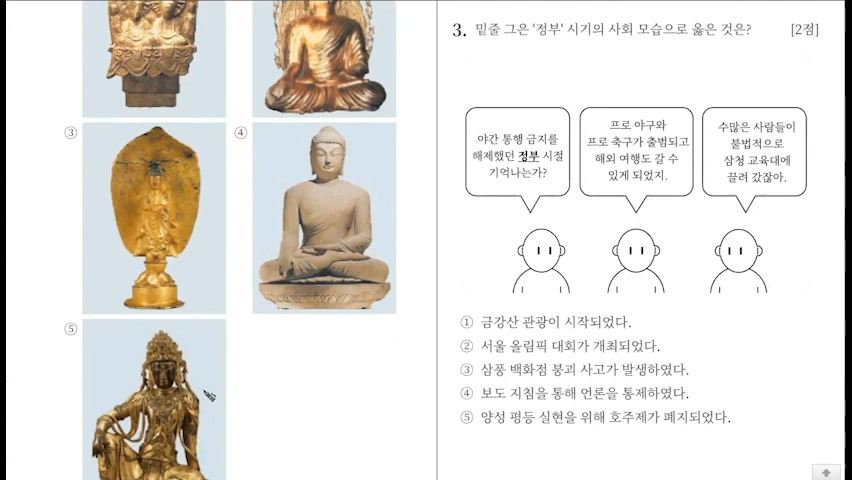 ③
④
⑤
3. 밑줄 그은 '정부' 시기의 사회 모습으로 옳은 것은? [2점]
야간 통행 금지를
해제했던 정부 시절
기억나는가?
프로 야구와
프로 축구가 출범되고
해외 여행도 갈 수
있게 되었지.
수많은 사람들이
불법적으로
삼청 교육대에
끌려 갔잖아.
① 금강산 관광이 시작되었다.
② 서울 올림픽 대회가 개최되었다.
③ 삼풍 백화점 붕괴 사고가 발생하였다.
④ 보도 지침을 통해 언론을 통제하였다.
⑤ 양성 평등 실현을 위해 호주제가 폐지되었다.